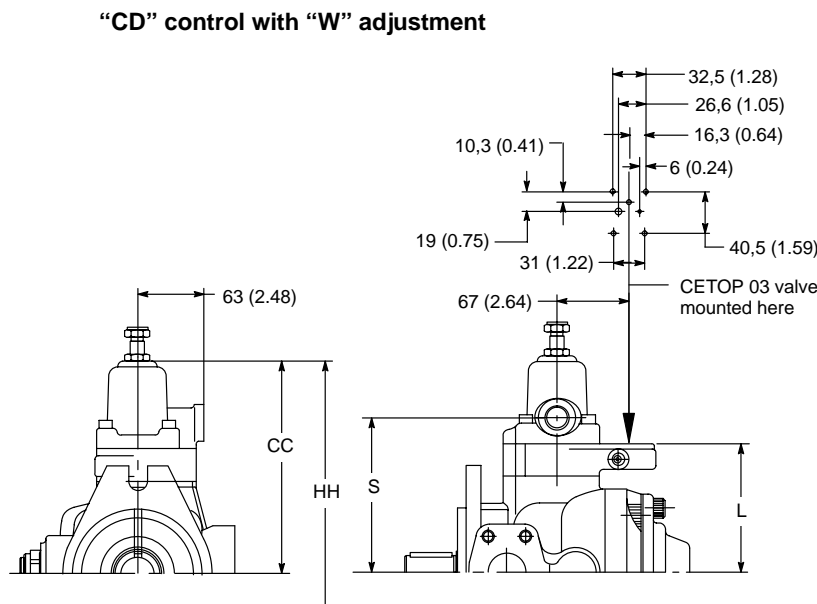 “CD” control with “W” adjustment
32,5 (1.28)
26,6 (1.05)
16,3 (0.64)
10,3 (0.41)
6 (0.24)
19 (0.75)
40,5 (1.59)
31 (1.22)
67 (2.64)
CETOP 03 valve
mounted here
63 (2.48)
CC
HH
S
L